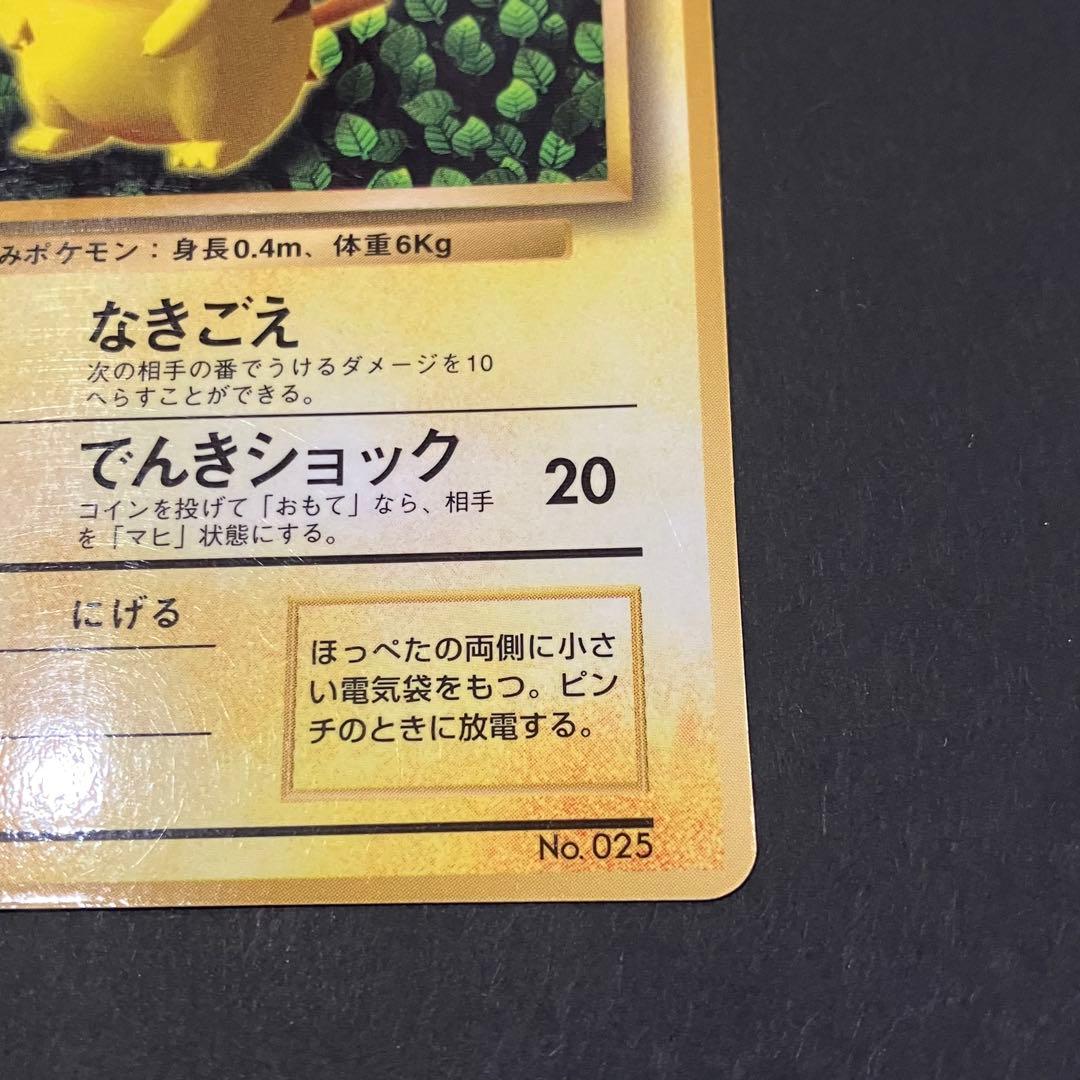 みポケモン：身長0.4m、体重6Kg
なきごえ
次の相手の番でうけるダメージを10
へらすことができる。
でんきショック 20
コインを投げて「おもて」なら、相手
を「マヒ」状態にする。
にげる
ほっぺたの両側に小さ
い電気袋をもつ。ピン
チのときに放電する。
No. 025